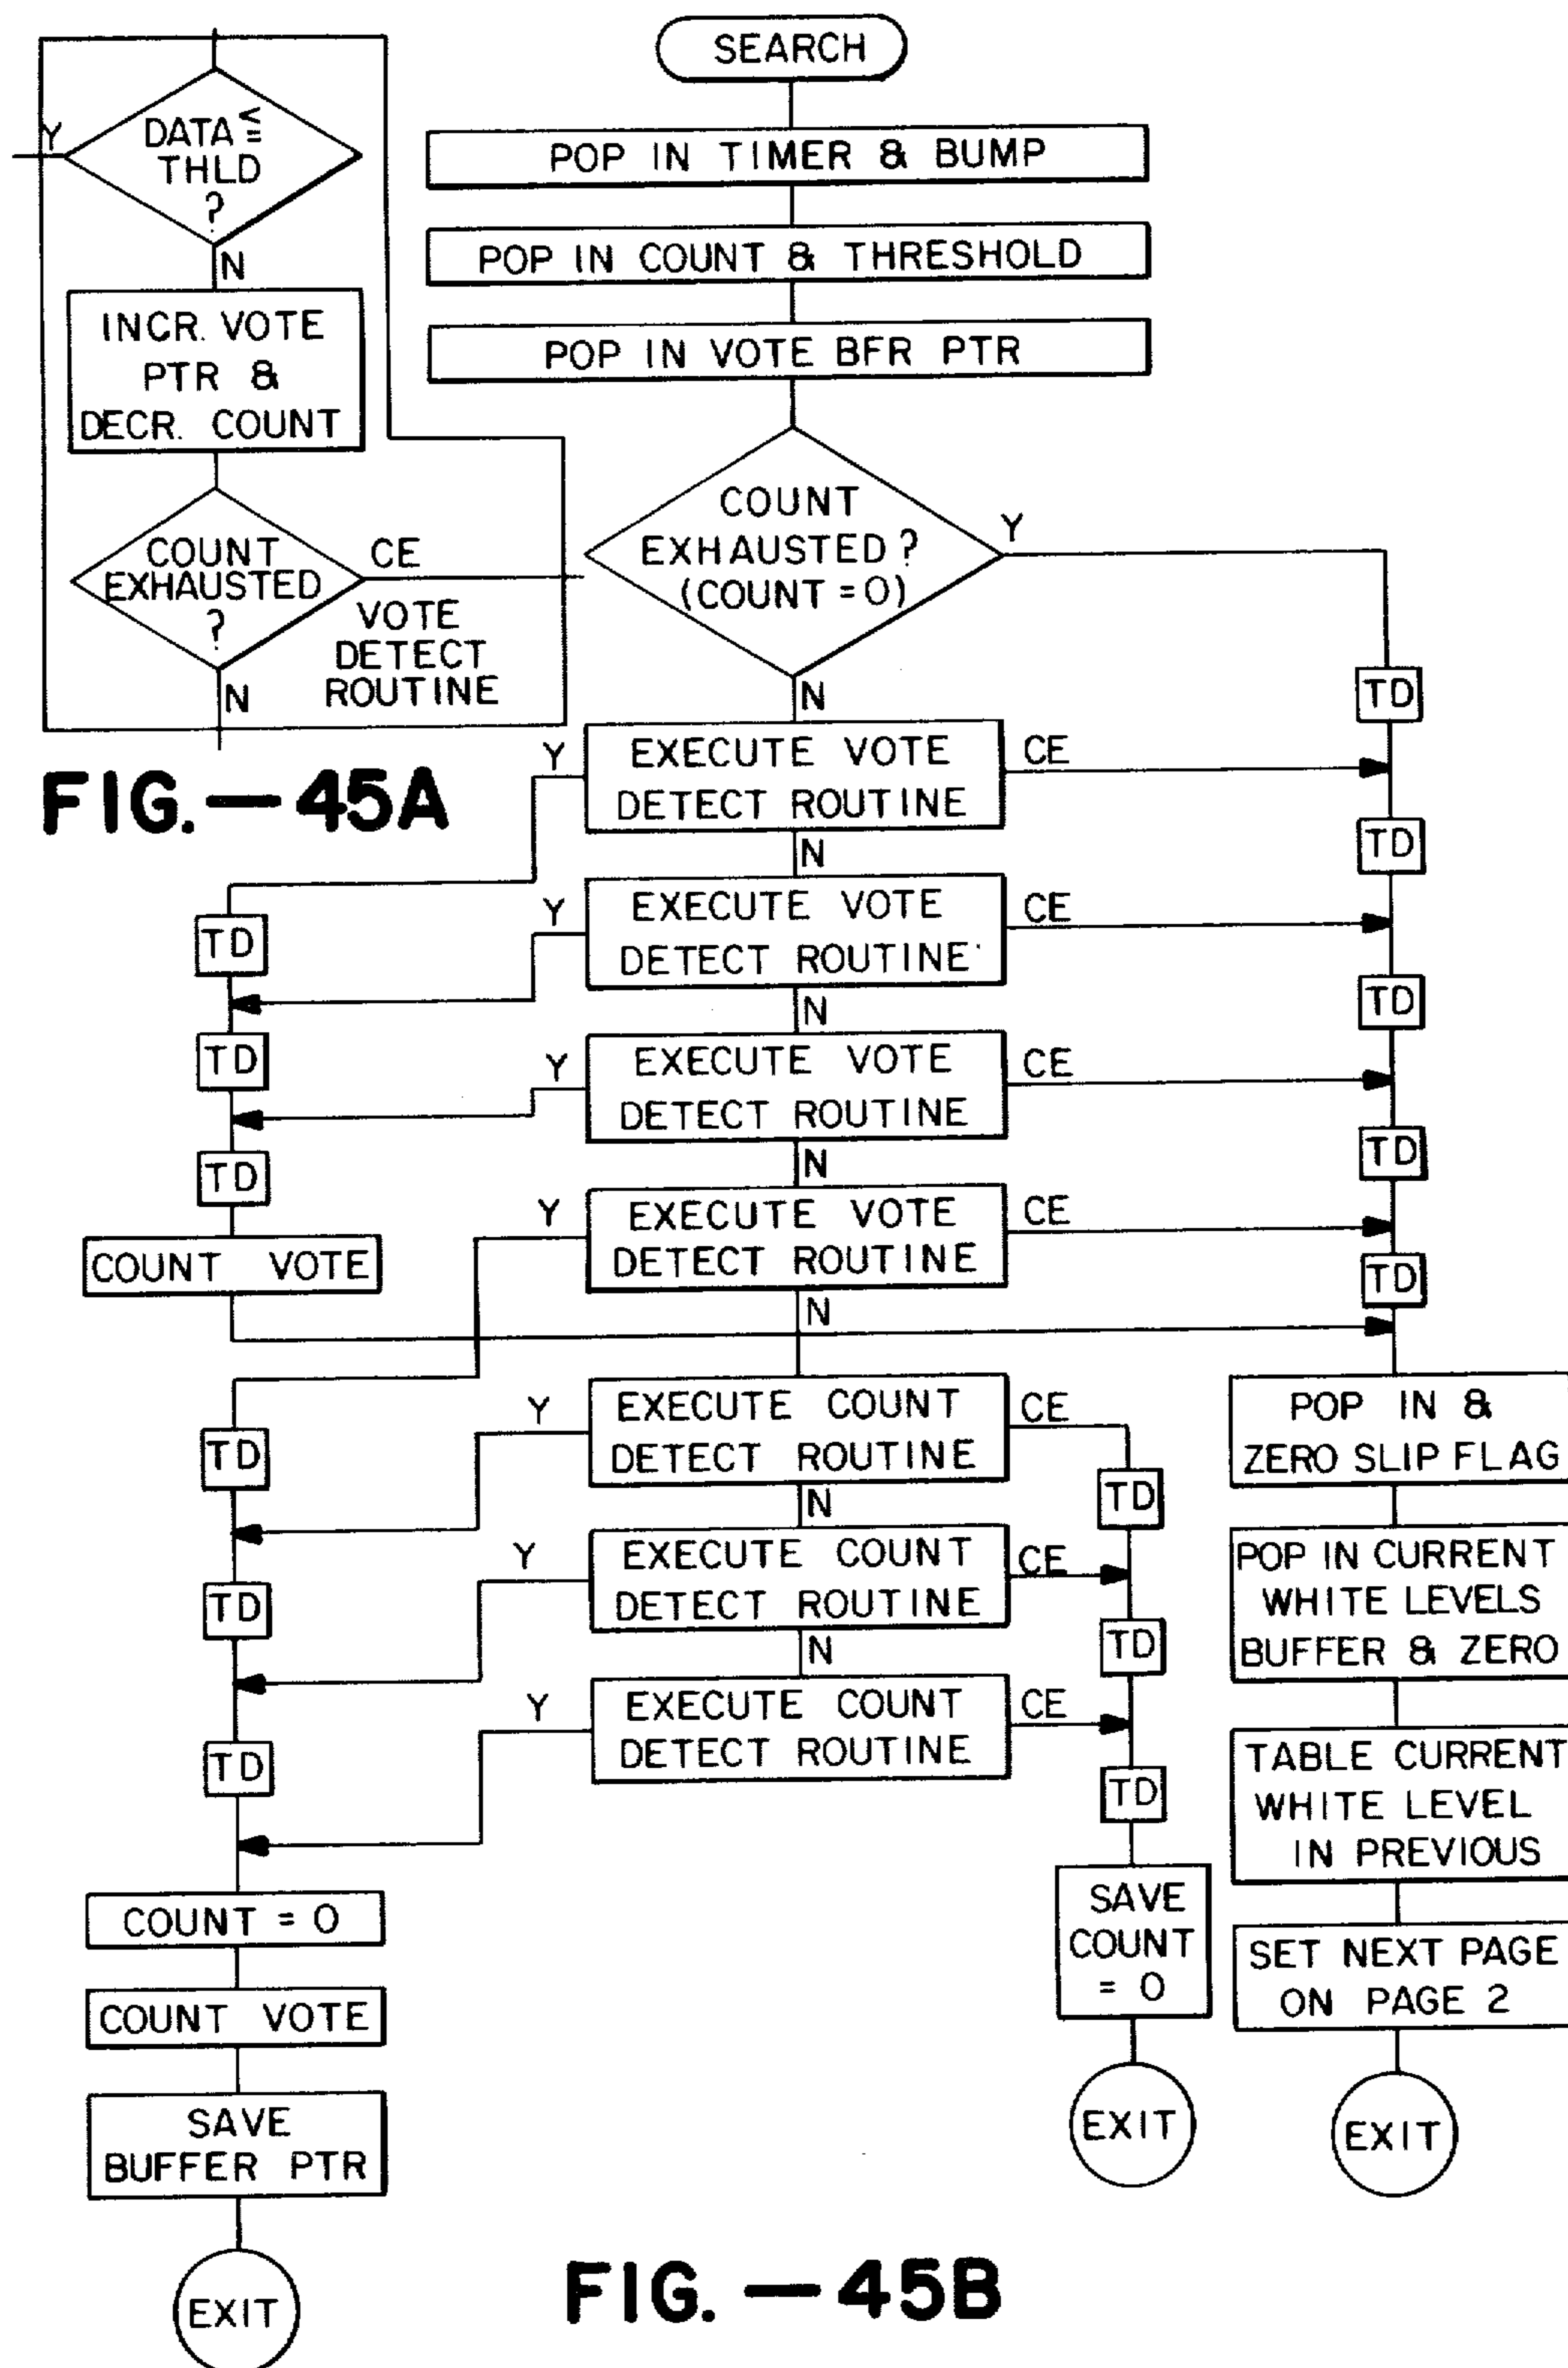 DATA ≦
THLD
?
Y
N
INCR. VOTE
PTR &
DECR. COUNT
COUNT
EXHAUSTED
?
CE
N
VOTE
DETECT
ROUTINE
FIG.—45A
SEARCH
POP IN TIMER & BUMP
POP IN COUNT & THRESHOLD
POP IN VOTE BFR PTR
COUNT
EXHAUSTED?
(COUNT = 0)
Y
N
TD
Y
EXECUTE VOTE
DETECT ROUTINE
CE
N
TD
Y
EXECUTE VOTE
DETECT ROUTINE
CE
TD
N
TD
TD
Y
EXECUTE VOTE
DETECT ROUTINE
CE
N
TD
TD
Y
EXECUTE VOTE
DETECT ROUTINE
CE
COUNT VOTE
TD
N
Y
EXECUTE COUNT
DETECT ROUTINE
CE
TD
TD
N
Y
EXECUTE COUNT
DETECT ROUTINE
CE
TD
TD
N
Y
EXECUTE COUNT
DETECT ROUTINE
CE
TD
TD
COUNT = 0
COUNT VOTE
SAVE
BUFFER PTR
EXIT
SAVE
COUNT
= 0
EXIT
POP IN &
ZERO SLIP FLAG
POP IN CURRENT
WHITE LEVELS
BUFFER & ZERO
TABLE CURRENT
WHITE LEVEL
IN PREVIOUS
SET NEXT PAGE
ON PAGE 2
EXIT
FIG.—45B